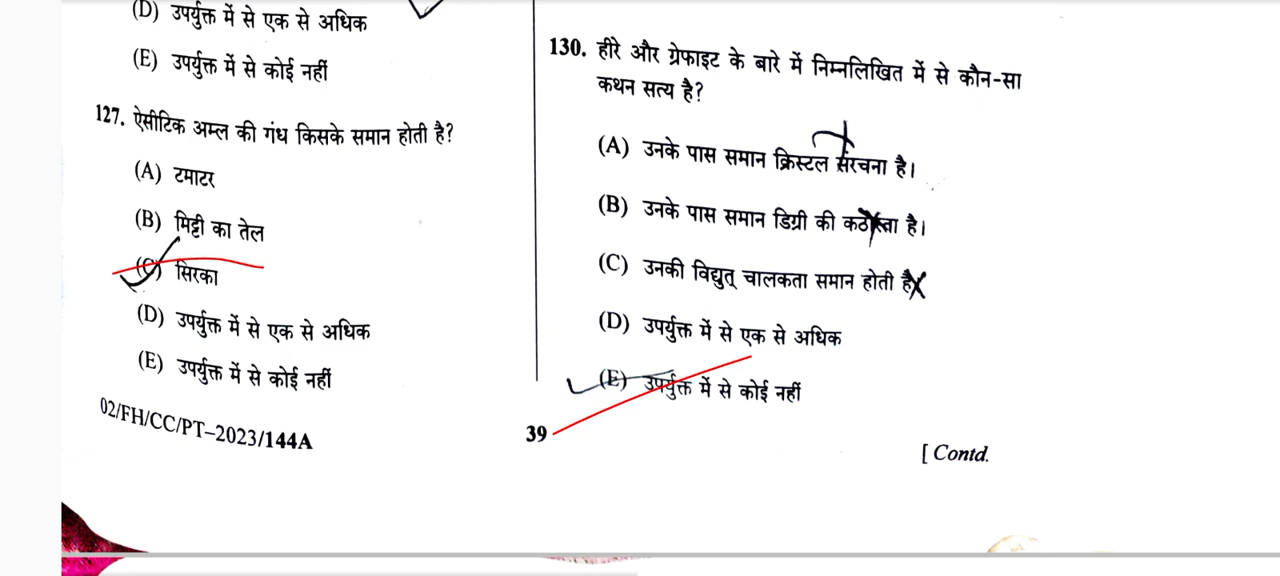 (D) उपर्युक्त में से एक से अधिक
(E) उपर्युक्त में से कोई नहीं
127. ऐसीटिक अम्ल की गंध किसके समान होती है?
(A) टमाटर
(B) मिट्टी का तेल
(C) सिरका
(D) उपर्युक्त में से एक से अधिक
(E) उपर्युक्त में से कोई नहीं
02/FH/CC/PT–2023/144A
39
130. हीरे और ग्रेफाइट के बारे में निम्नलिखित में से कौन-सा
कथन सत्य है?
(A) उनके पास समान क्रिस्टल संरचना है।
(B) उनके पास समान डिग्री की कठोरता है।
(C) उनकी विद्युत् चालकता समान होती है
(D) उपर्युक्त में से एक से अधिक
(E) उपर्युक्त में से कोई नहीं
[ Contd.